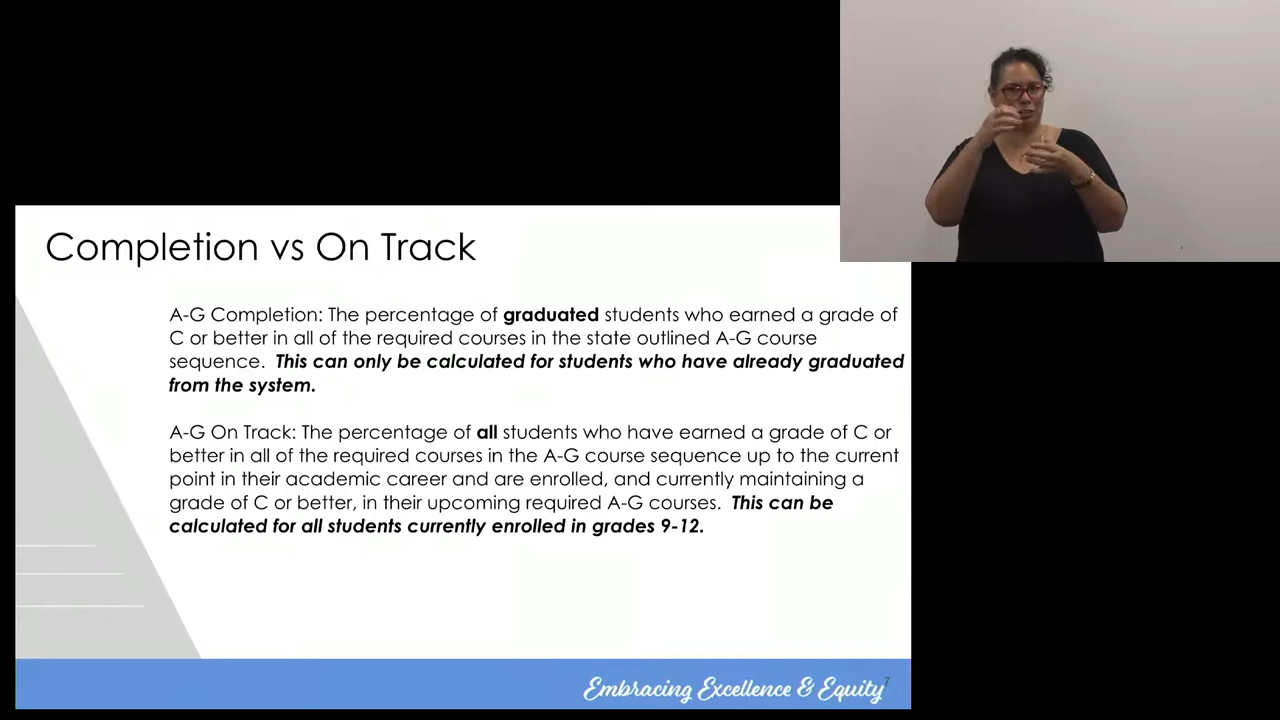 Completion vs On Track
A-G Completion: The percentage of graduated students who earned a grade of
C or better in all of the required courses in the state outlined A-G course
sequence.  This can only be calculated for students who have already graduated
from the system.
A-G On Track: The percentage of all students who have earned a grade of C or
better in all of the required courses in the A-G course sequence up to the current
point in their academic career and are enrolled, and currently maintaining a
grade of C or better, in their upcoming required A-G courses.  This can be
calculated for all students currently enrolled in grades 9-12.
Embracing Excellence & Equity
7